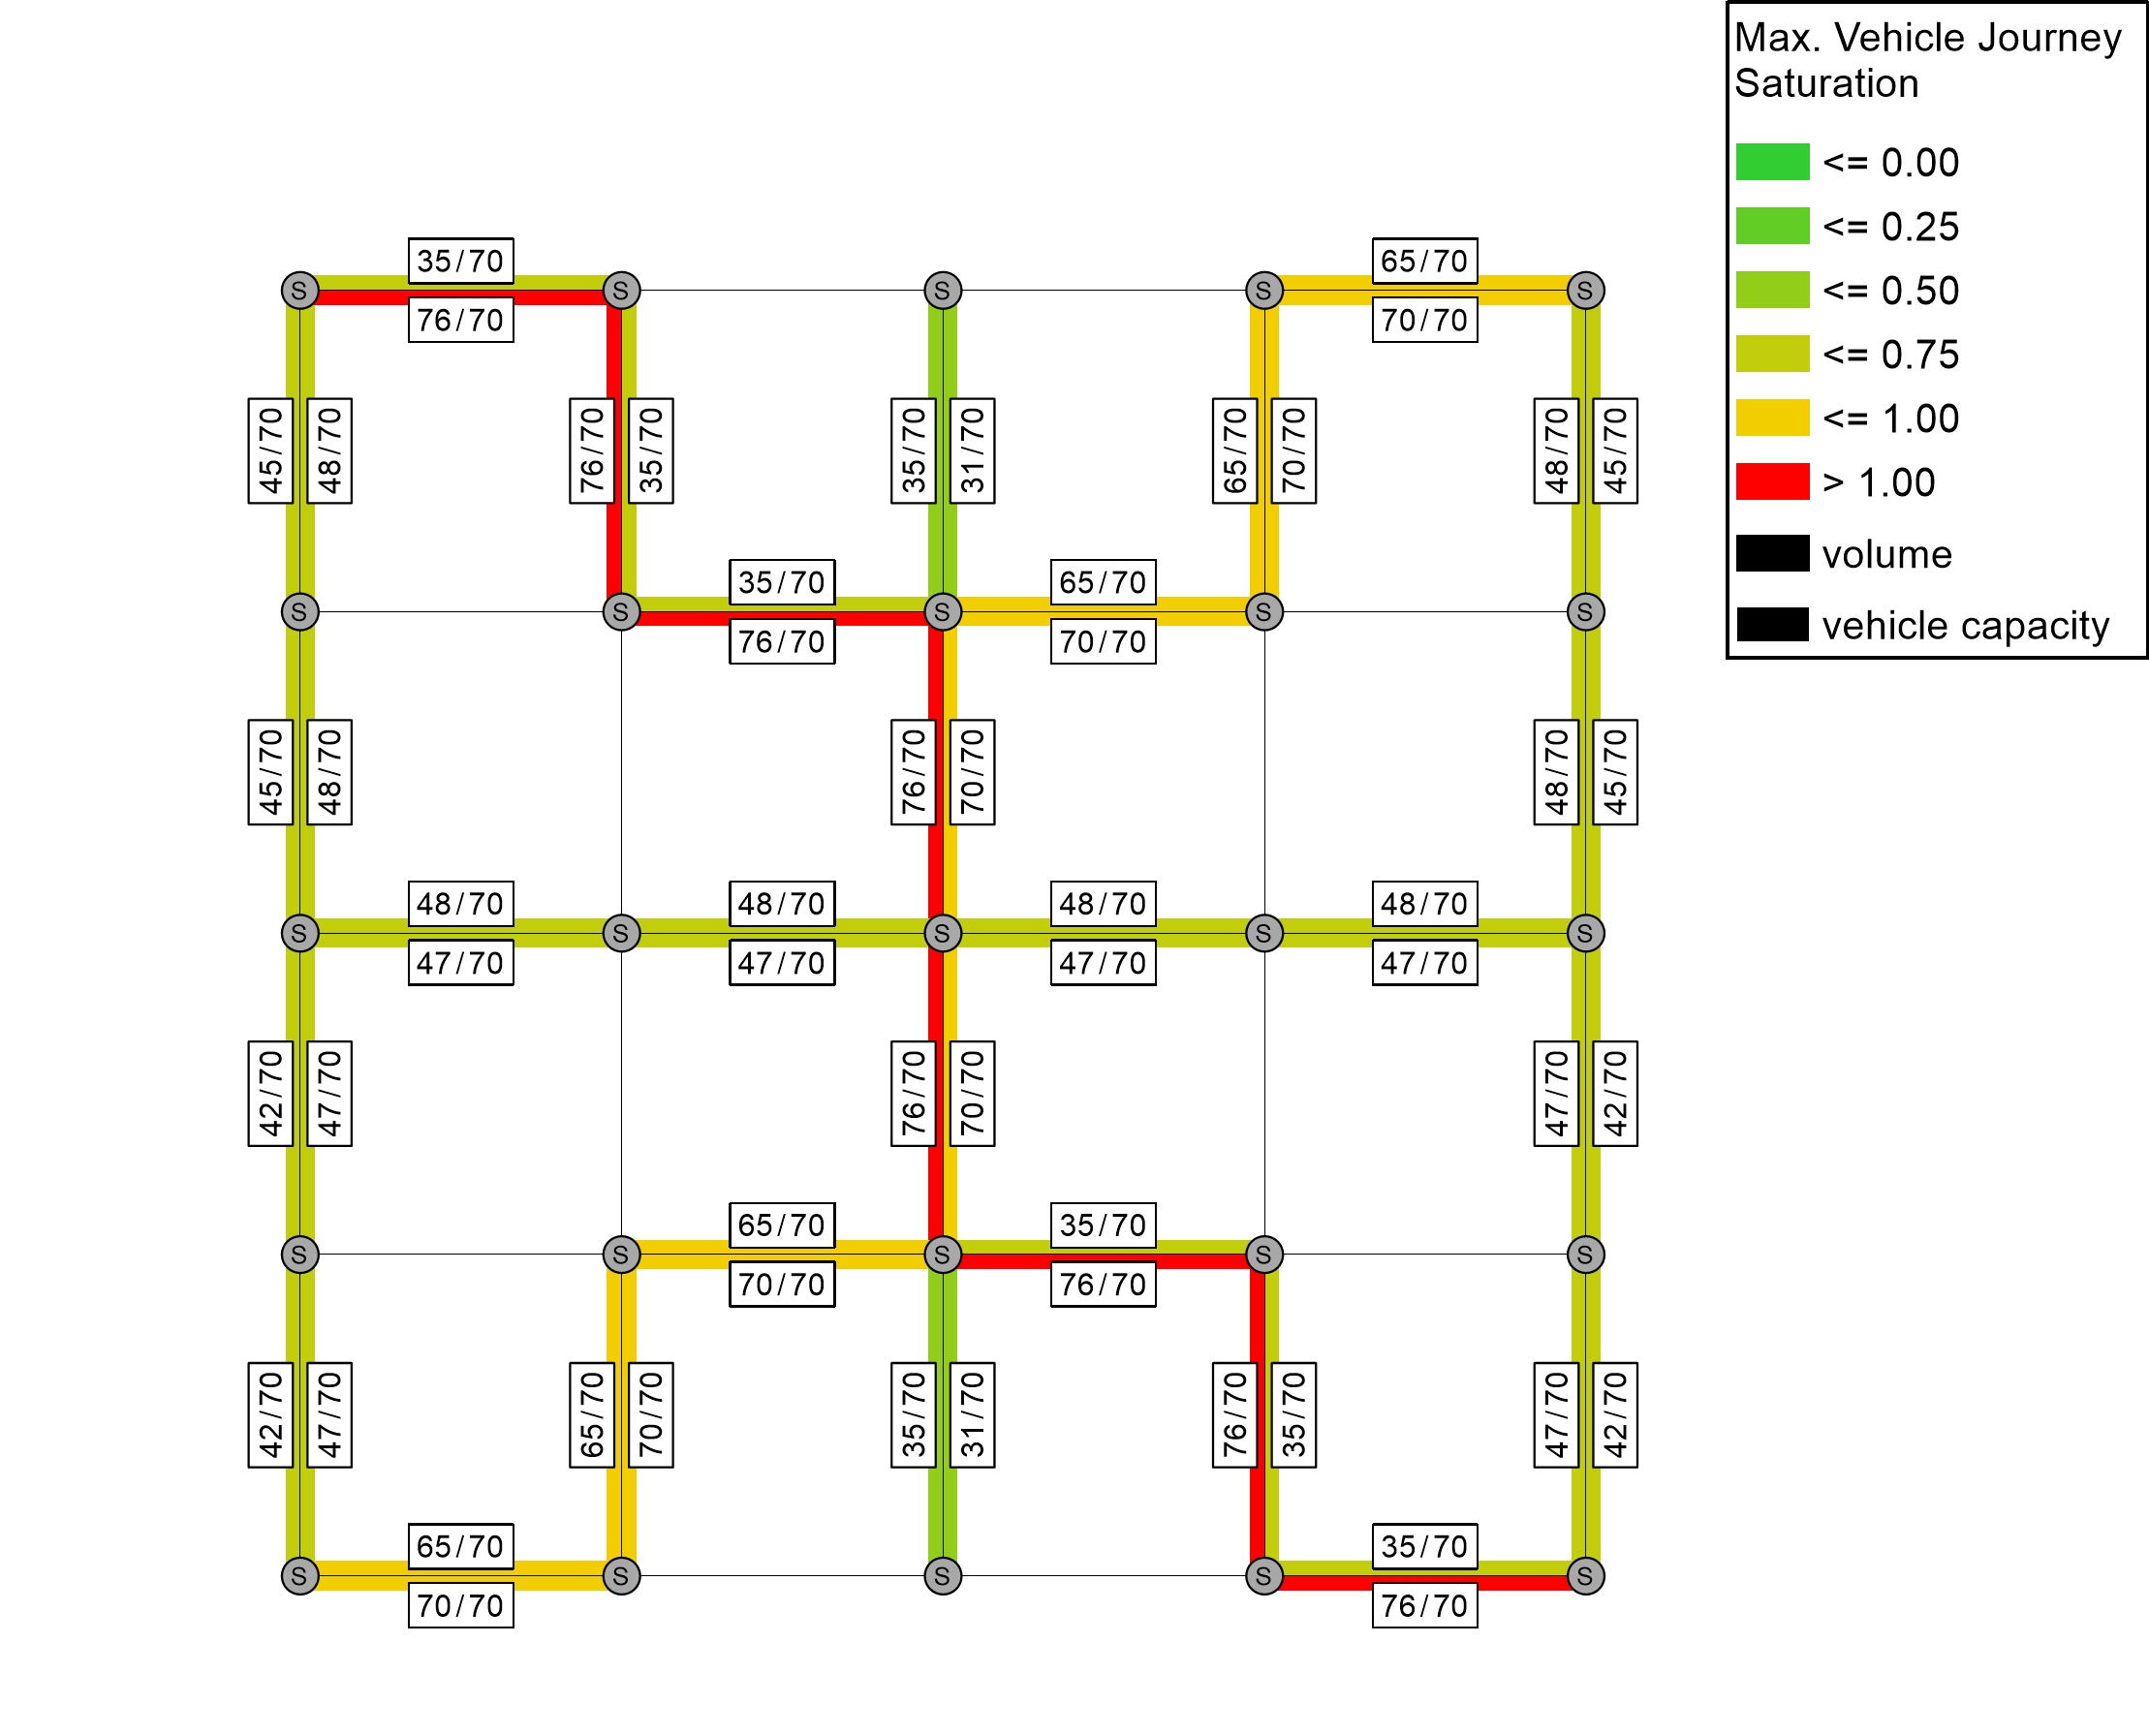 Max. Vehicle Journey
Saturation
<= 0.00
<= 0.25
<= 0.50
<= 0.75
<= 1.00
> 1.00
volume
vehicle capacity
35/70
65/70
S
S
S
S
S
76/70
70/70
45/70
48/70
76/70
35/70
35/70
31/70
65/70
70/70
48/70
45/70
35/70
65/70
S
S
S
S
S
76/70
70/70
45/70
48/70
76/70
70/70
48/70
45/70
48/70
48/70
48/70
48/70
S
S
S
S
S
47/70
47/70
47/70
47/70
42/70
47/70
76/70
70/70
47/70
42/70
65/70
35/70
S
S
S
S
S
70/70
76/70
42/70
47/70
65/70
70/70
35/70
31/70
76/70
35/70
47/70
42/70
65/70
35/70
S
S
S
S
S
70/70
76/70